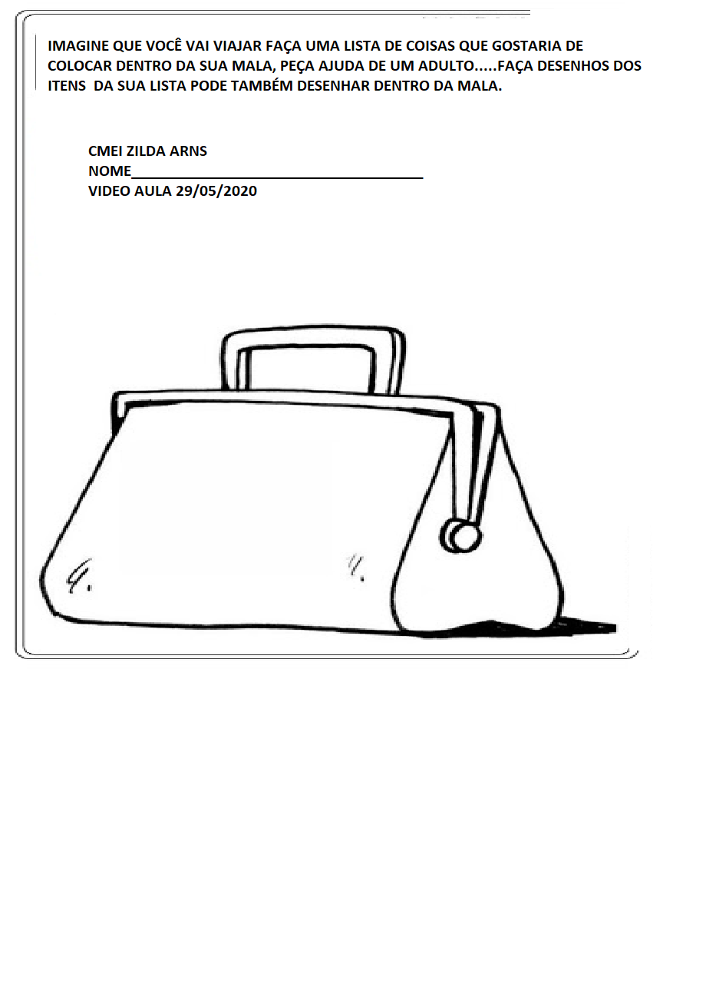 IMAGINE QUE VOCÊ VAI VIAJAR FAÇA UMA LISTA DE COISAS QUE GOSTARIA DE
COLOCAR DENTRO DA SUA MALA, PEÇA AJUDA DE UM ADULTO.....FAÇA DESENHOS DOS
ITENS  DA SUA LISTA PODE TAMBÉM DESENHAR DENTRO DA MALA.
CMEI ZILDA ARNS
NOME______________________________________
VIDEO AULA 29/05/2020